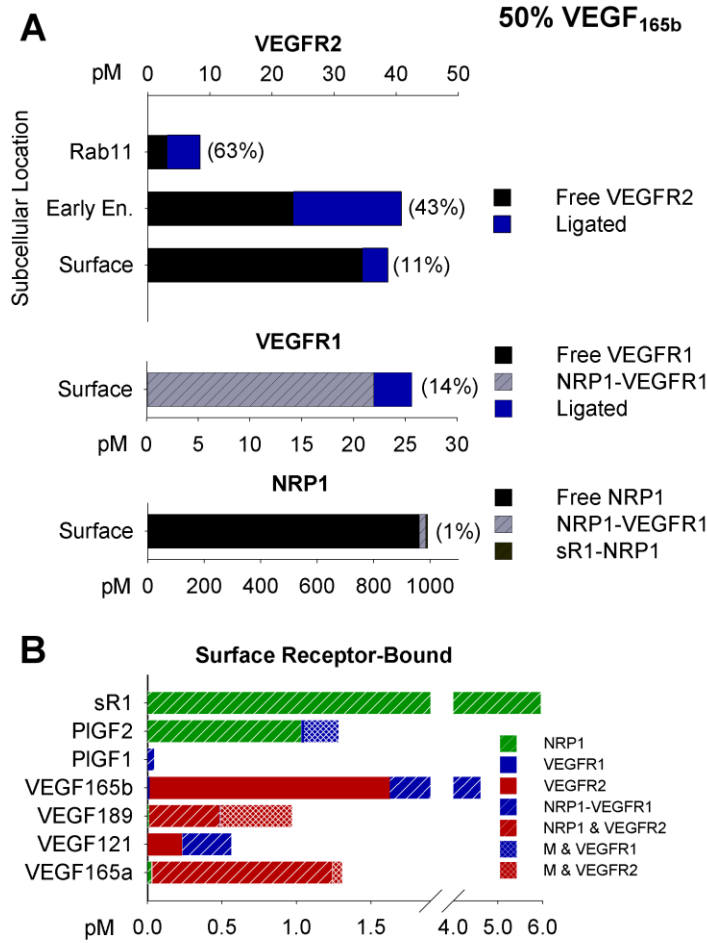 A
50% VEGF165b
VEGFR2
pM
0 10 20 30 40 50
Subcellular Location
Rab11 (63%)
Early En. (43%)
Surface (11%)
Free VEGFR2
Ligated
VEGFR1
Surface (14%)
pM 0 5 10 15 20 25 30
Free VEGFR1
NRP1-VEGFR1
Ligated
NRP1
Surface (1%)
pM 0 200 400 600 800 1000
Free NRP1
NRP1-VEGFR1
sR1-NRP1
B
Surface Receptor-Bound
sR1
PlGF2
PlGF1
VEGF165b
VEGF189
VEGF121
VEGF165a
pM 0.0 0.5 1.0 1.5 4.0 6.0
NRP1
VEGFR1
VEGFR2
NRP1-VEGFR1
NRP1 & VEGFR2
M & VEGFR1
M & VEGFR2